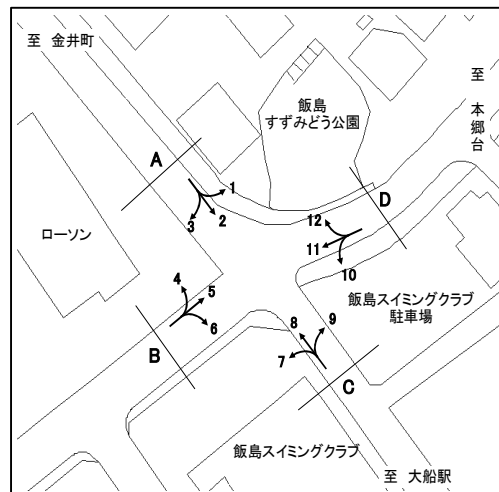 至 金井町
飯島
すずみどう公園
至
本
郷
台
A
1
2
3
D
12
11
10
ローソン
4
5
6
飯島スイミングクラブ
駐車場
8
9
7
B
C
飯島スイミングクラブ
至 大船駅